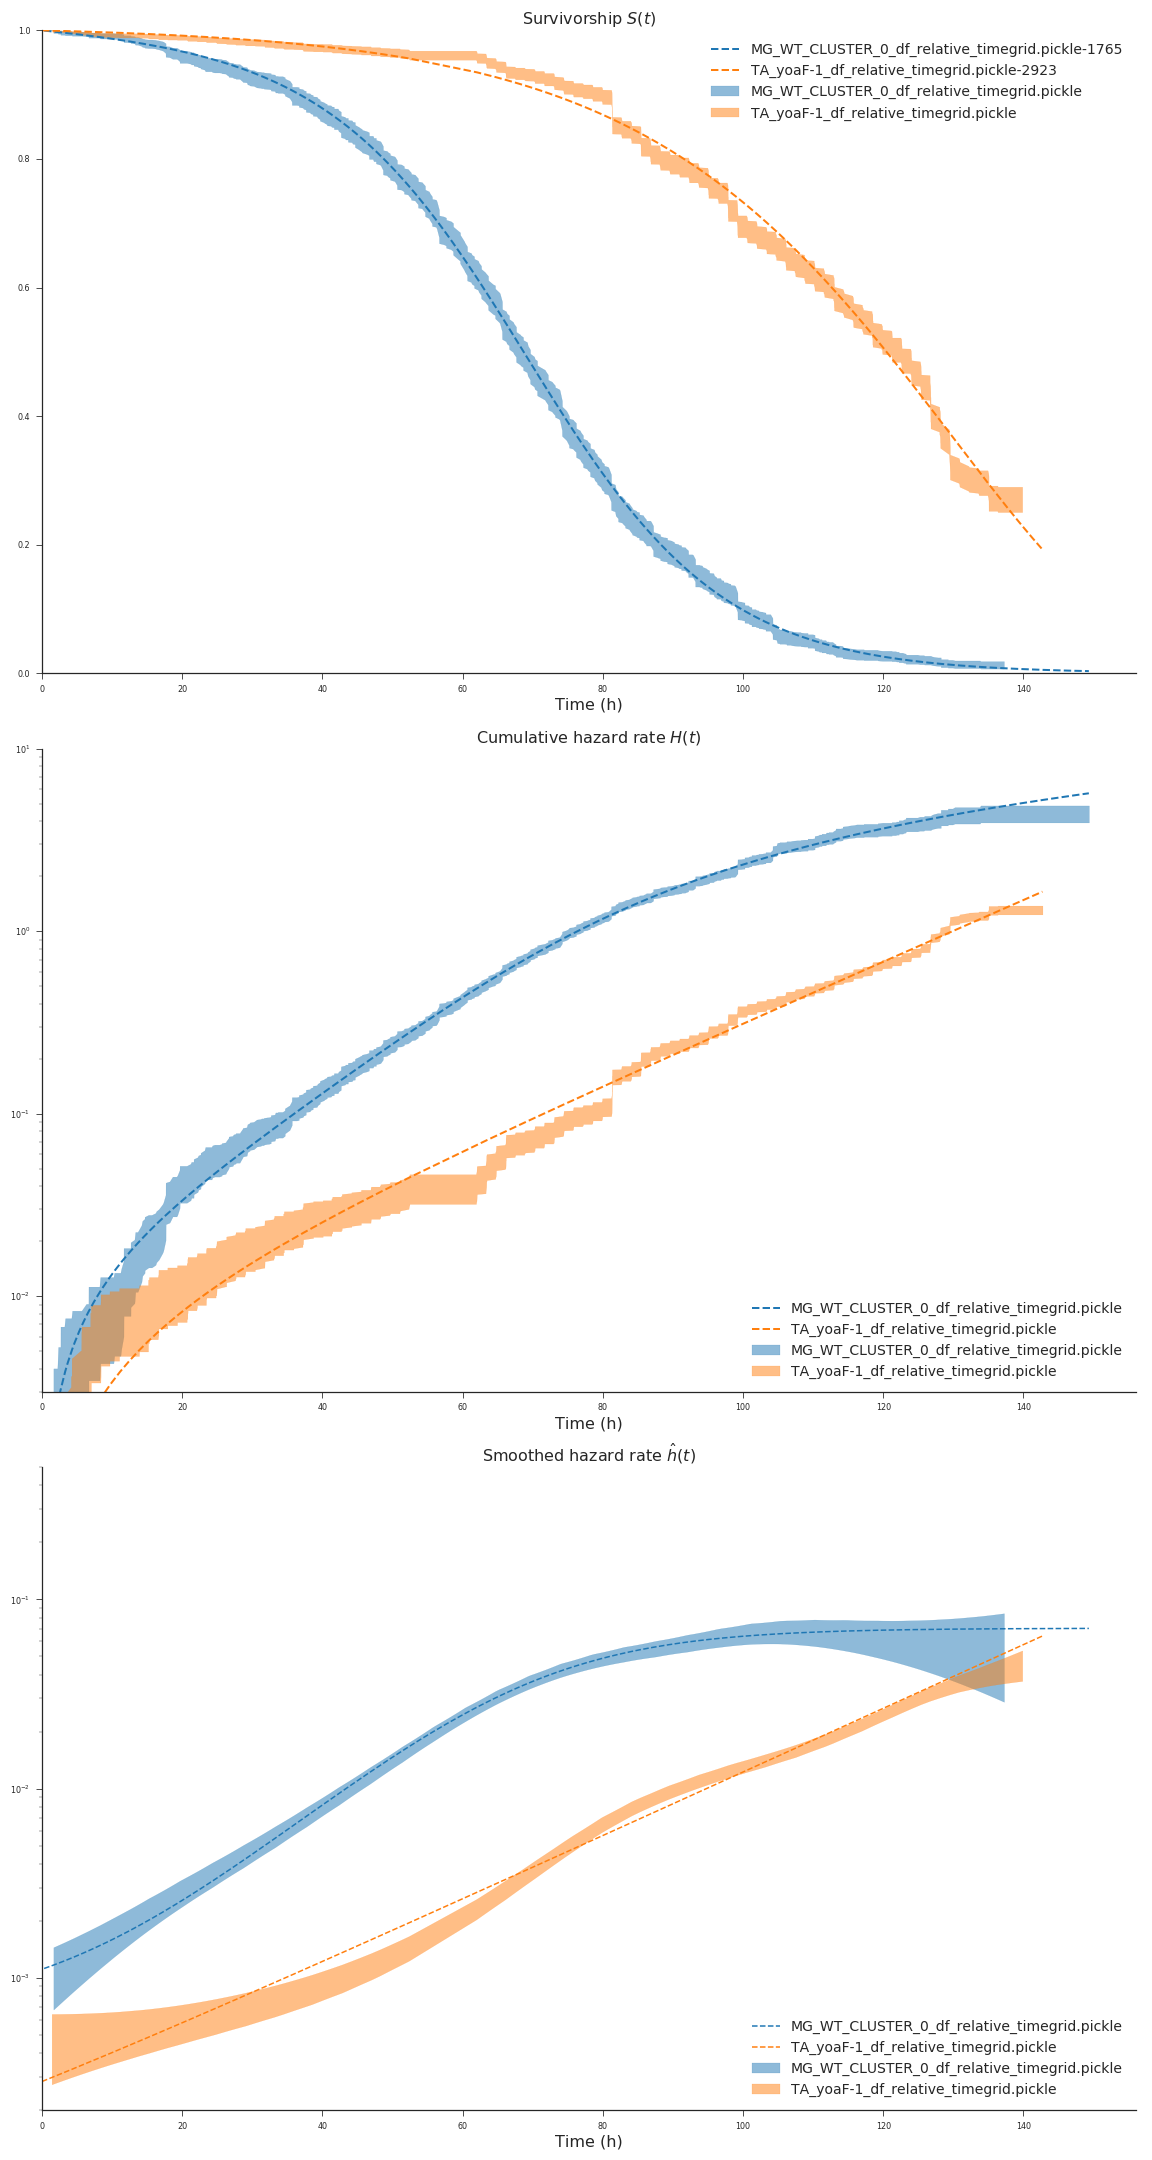 Survivorship S(t)
1.0
0.8
0.6
0.4
0.2
0.0
MG_WT_CLUSTER_0_df_relative_timegrid.pickle-1765
TA_yoaF-1_df_relative_timegrid.pickle-2923
MG_WT_CLUSTER_0_df_relative_timegrid.pickle
TA_yoaF-1_df_relative_timegrid.pickle
0 20 40 60 80 100 120 140
Time (h)
Cumulative hazard rate H(t)
10¹
10⁰
10⁻¹
10⁻²
MG_WT_CLUSTER_0_df_relative_timegrid.pickle
TA_yoaF-1_df_relative_timegrid.pickle
MG_WT_CLUSTER_0_df_relative_timegrid.pickle
TA_yoaF-1_df_relative_timegrid.pickle
0 20 40 60 80 100 120 140
Time (h)
Smoothed hazard rate ĥ(t)
10⁻¹
10⁻²
10⁻³
MG_WT_CLUSTER_0_df_relative_timegrid.pickle
TA_yoaF-1_df_relative_timegrid.pickle
MG_WT_CLUSTER_0_df_relative_timegrid.pickle
TA_yoaF-1_df_relative_timegrid.pickle
0 20 40 60 80 100 120 140
Time (h)